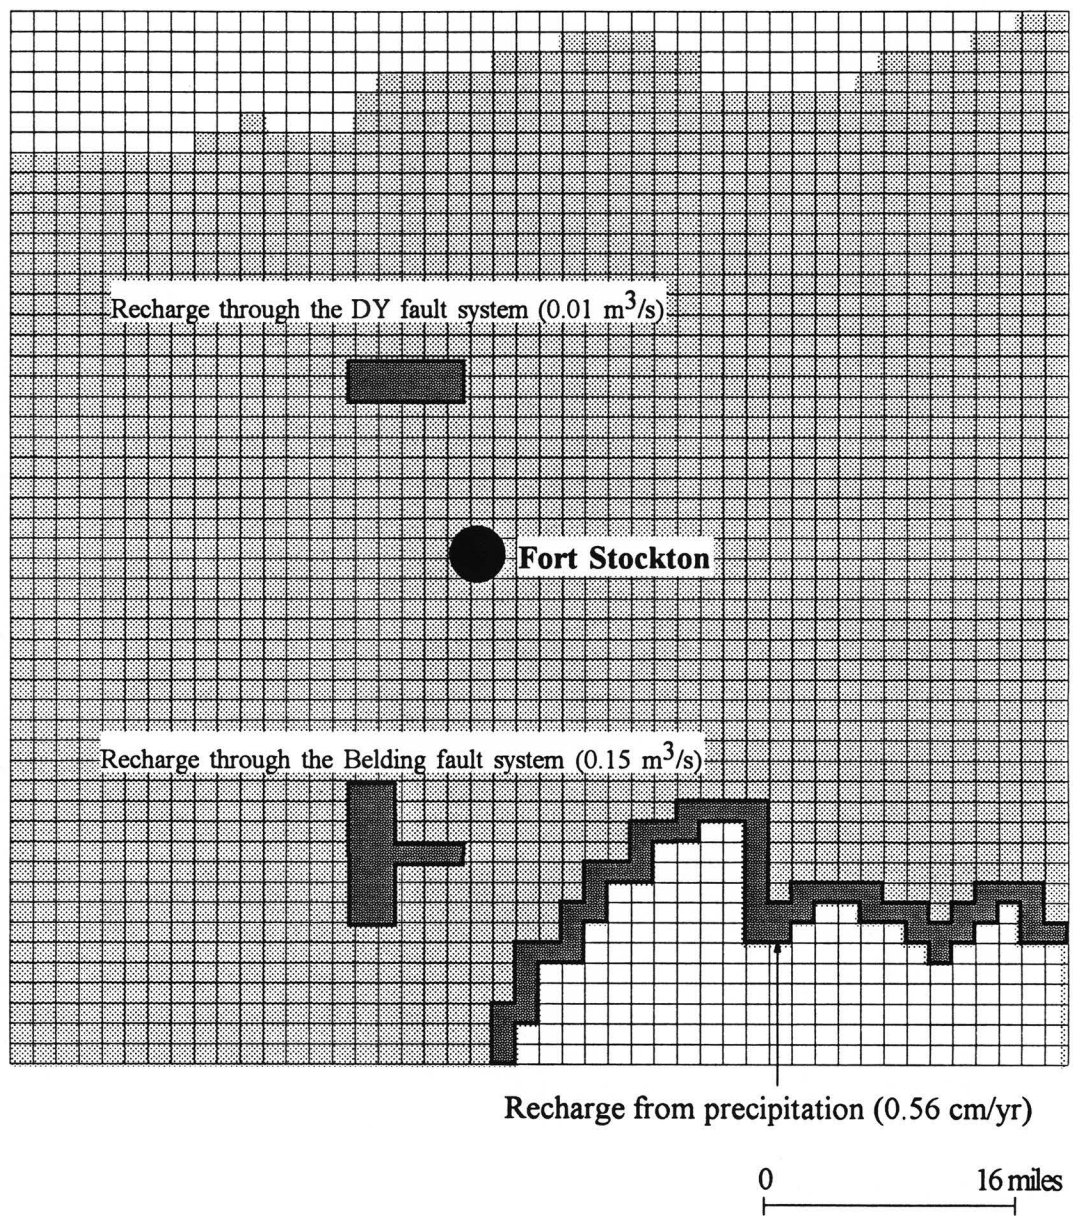 Recharge through the DY fault system (0.01 m³/s)
Fort Stockton
Recharge through the Belding fault system (0.15 m³/s)
Recharge from precipitation (0.56 cm/yr)
0 16 miles